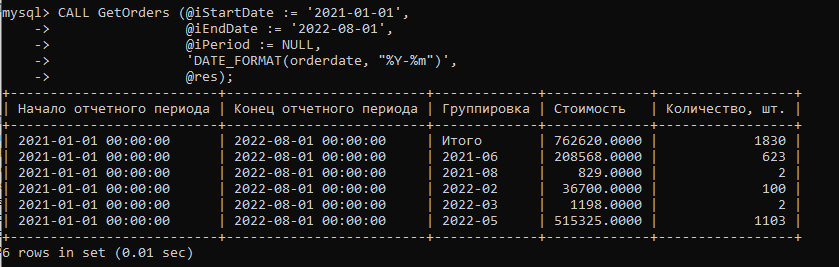 mysql> CALL GetOrders (@iStartDate := '2021-01-01',
    -> @iEndDate := '2022-08-01',
    -> @iPeriod := NULL,
    -> 'DATE_FORMAT(orderdate, "%Y-%m")',
    -> @res);
+-------------------------+------------------------+-------------+-------------+----------------+
| Начало отчетного периода | Конец отчетного периода | Группировка | Стоимость | Количество, шт. |
+-------------------------+------------------------+-------------+-------------+----------------+
| 2021-01-01 00:00:00 | 2022-08-01 00:00:00 | Итого | 762620.0000 | 1830 |
| 2021-01-01 00:00:00 | 2022-08-01 00:00:00 | 2021-06 | 208568.0000 | 623 |
| 2021-01-01 00:00:00 | 2022-08-01 00:00:00 | 2021-08 | 829.0000 | 2 |
| 2021-01-01 00:00:00 | 2022-08-01 00:00:00 | 2022-02 | 36700.0000 | 100 |
| 2021-01-01 00:00:00 | 2022-08-01 00:00:00 | 2022-03 | 1198.0000 | 2 |
| 2021-01-01 00:00:00 | 2022-08-01 00:00:00 | 2022-05 | 515325.0000 | 1103 |
+-------------------------+------------------------+-------------+-------------+----------------+
6 rows in set (0.01 sec)